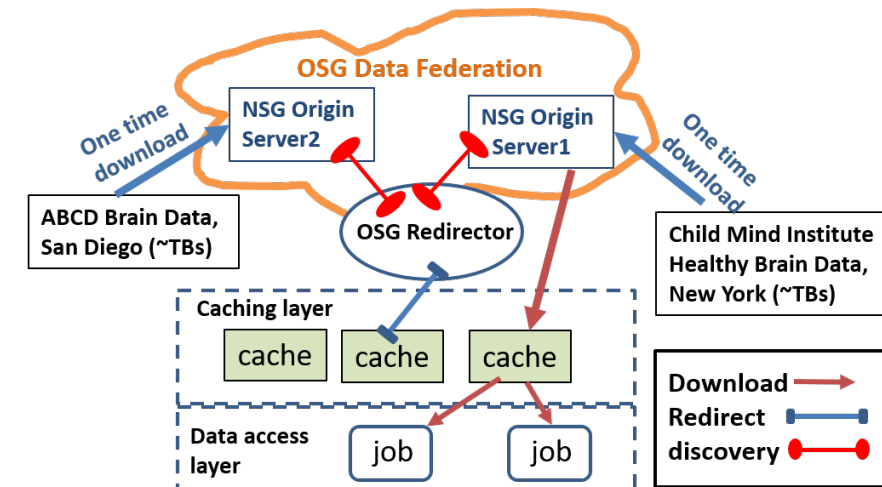 OSG Data Federation
NSG Origin
Server2
NSG Origin
Server1
One time
download
One time
download
ABCD Brain Data,
San Diego (~TBs)
OSG Redirector
Child Mind Institute
Healthy Brain Data,
New York (~TBs)
Caching layer
cache
cache
cache
Data access
layer
job
job
Download
Redirect
discovery